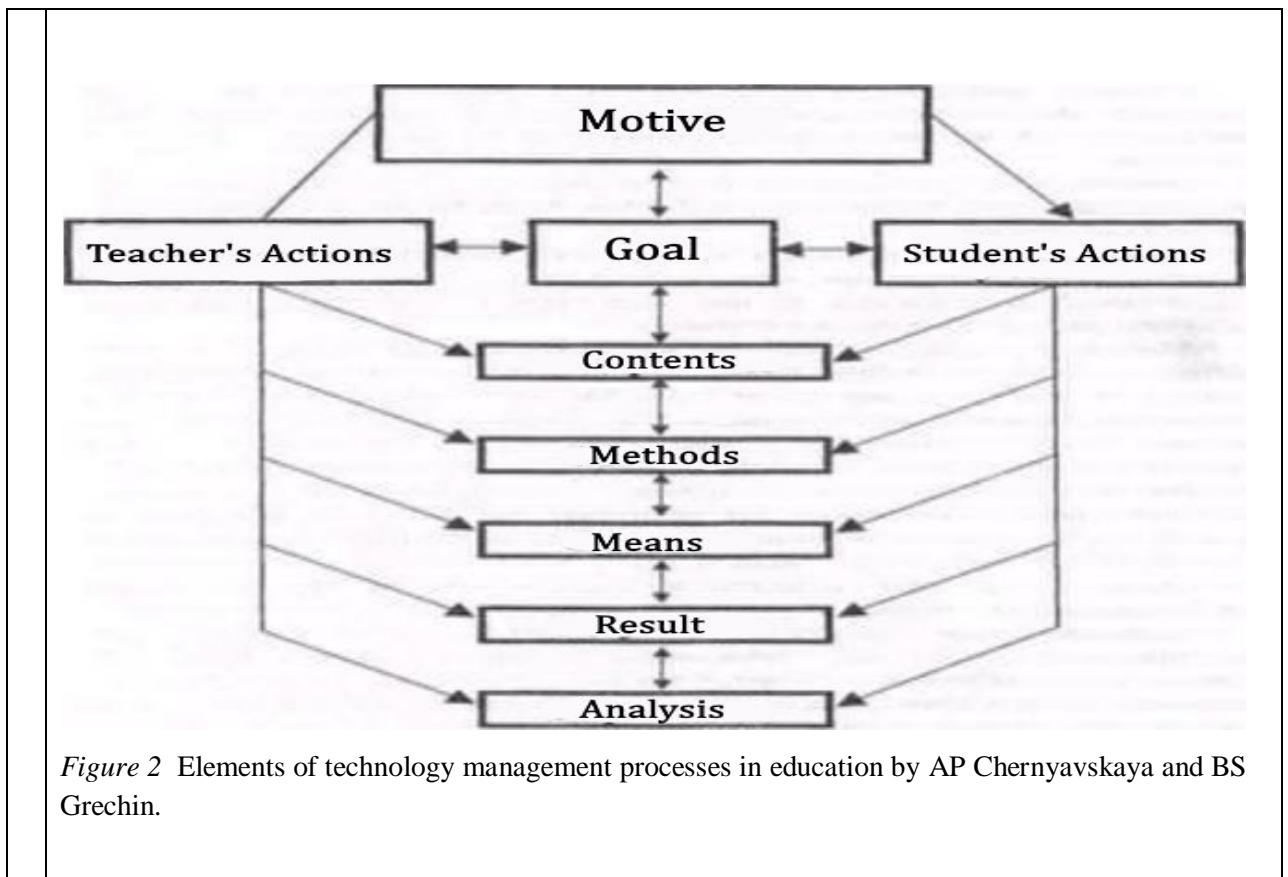 Motive
Teacher's Actions
Goal
Student's Actions
Contents
Methods
Means
Result
Analysis
Figure 2 Elements of technology management processes in education by AP Chernyavskaya and BS
Grechin.